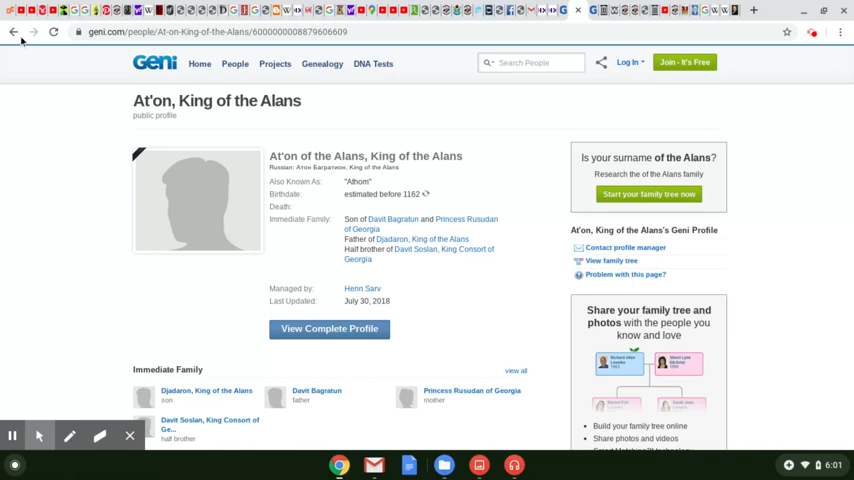 geni.com/people/At-on-King-of-the-Alans/6000000008879606609
Geni
Home People Projects Genealogy DNA Tests
Search People
Log In
Join - It's Free
At'on, King of the Alans
public profile
At'on of the Alans, King of the Alans
Russian: Атон Багратион, King of the Alans
Also Known As: "Athom"
Birthdate: estimated before 1162
Death:
Immediate Family: Son of Davit Bagratun and Princess Rusudan
of Georgia
Father of Djadaron, King of the Alans
Half brother of Davit Soslan, King Consort of
Georgia
Managed by: Henn Sarv
Last Updated: July 30, 2018
View Complete Profile
Is your surname of the Alans?
Research the of the Alans family
Start your family tree now
At'on, King of the Alans's Geni Profile
Contact profile manager
View family tree
Problem with this page?
Share your family tree and
photos with the people you
know and love
Build your family tree online
Share photos and videos
Immediate Family
view all
Djadaron, King of the Alans
son
Davit Bagratun
father
Princess Rusudan of Georgia
mother
Davit Soslan, King Consort of
Ge...
half brother
6:01